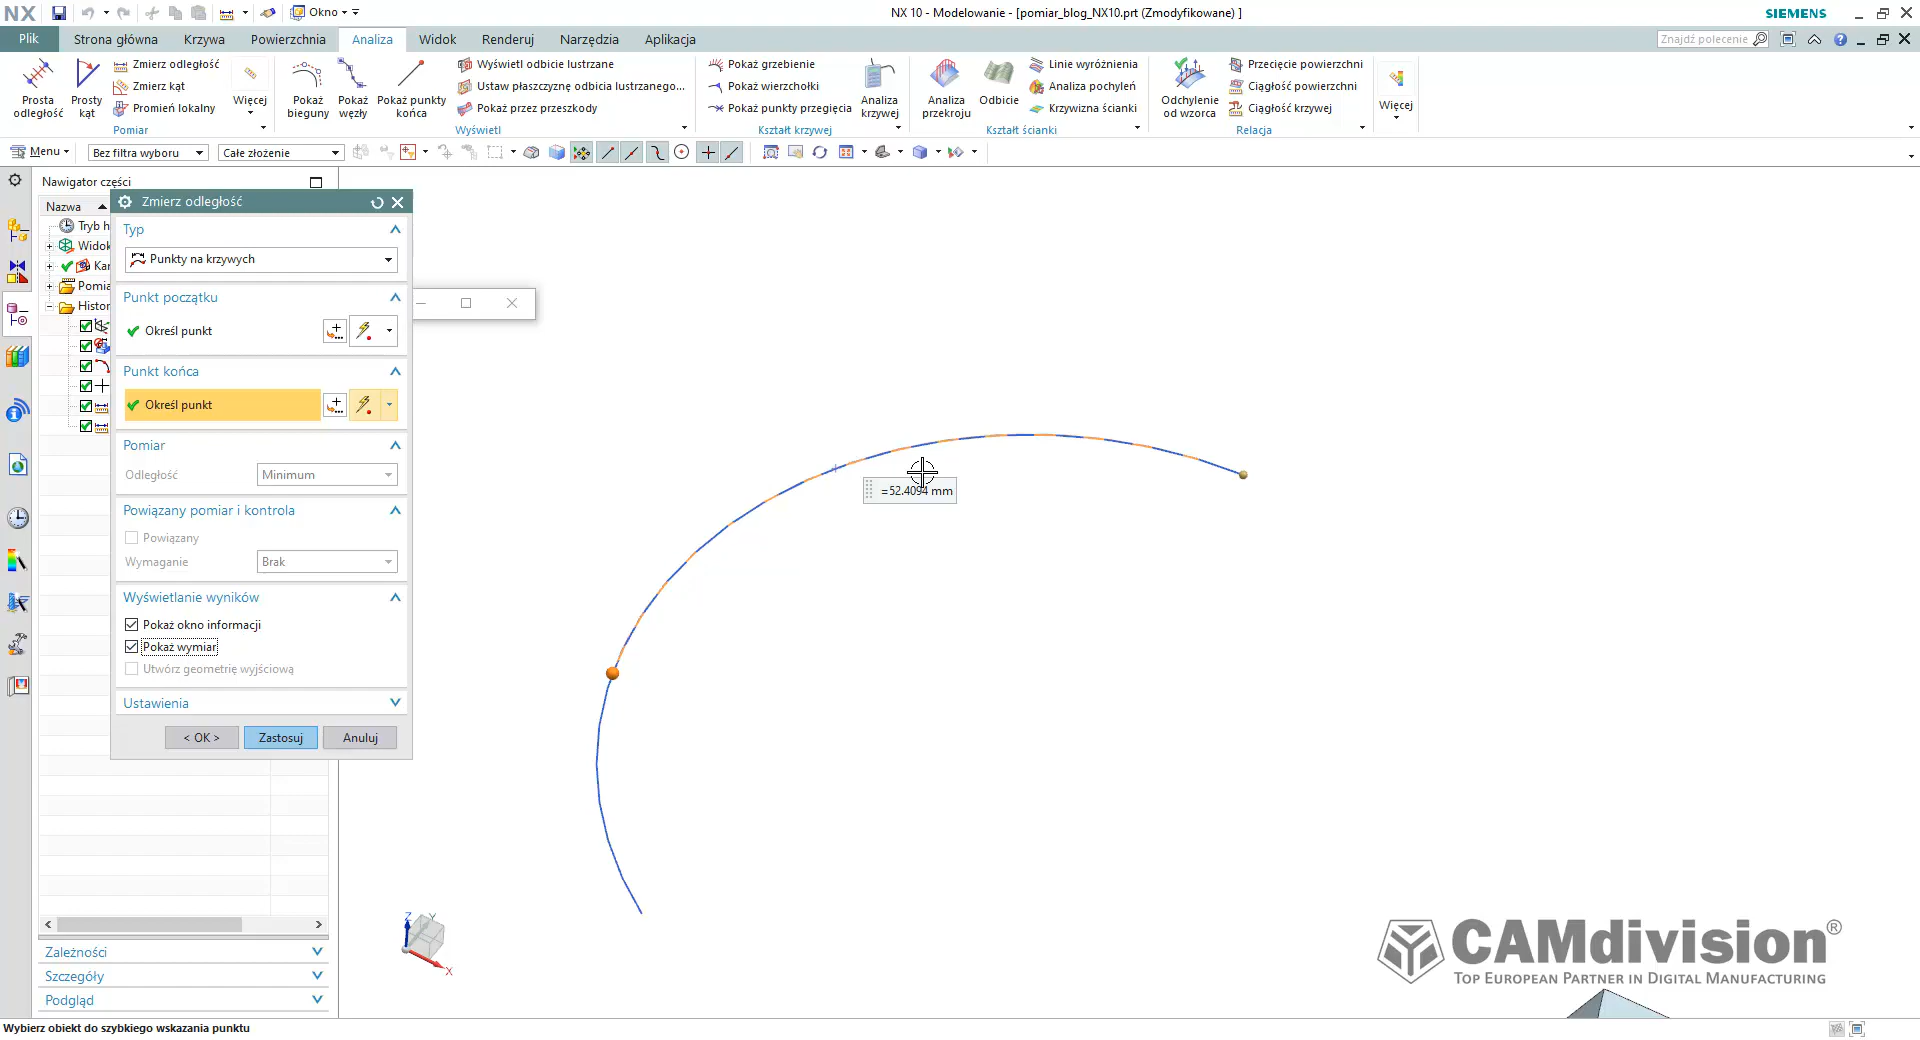 NX
Okno
NX 10 - Modelowanie - [pomiar_blog_NX10.prt (Zmodyfikowane) ]
SIEMENS
Plik
Strona główna
Krzywa
Powierzchnia
Analiza
Widok
Renderuj
Narzędzia
Aplikacja
Znajdź polecenie
Prosta odległość
Prosty kąt
Zmierz odległość
Zmierz kąt
Promień lokalny
Więcej
Pomiar
Pokaż bieguny
Pokaż węzły
Pokaż punkty końca
Wyświetl odbicie lustrzane
Ustaw płaszczyznę odbicia lustrzanego...
Pokaż przez przeszkody
Wyświetl
Pokaż grzebienie
Pokaż wierzchołki
Pokaż punkty przegięcia
Analiza krzywej
Kształt krzywej
Analiza przekroju
Odbicie
Linie wyróżnienia
Analiza pochyleń
Krzywizna ścianki
Kształt ścianki
Odchylenie od wzorca
Przecięcie powierzchni
Ciągłość powierzchni
Ciągłość krzywej
Relacja
Więcej
Menu
Bez filtra wyboru
Całe złożenie
Nawigator części
Nazwa
Tryb h
Widok
Kar
Pomia
Histor
Zmierz odległość
Typ
Punkty na krzywych
Punkt początku
Określ punkt
Punkt końca
Określ punkt
Pomiar
Odległość
Minimum
Powiązany pomiar i kontrola
Powiązany
Wymaganie
Brak
Wyświetlanie wyników
Pokaż okno informacji
Pokaż wymiar
Utwórz geometrię wyjściową
Ustawienia
< OK >
Zastosuj
Anuluj
=52.4094 mm
Z
Y
X
Zależności
Szczegóły
Podgląd
CAMdivision®
TOP EUROPEAN PARTNER IN DIGITAL MANUFACTURING
Wybierz obiekt do szybkiego wskazania punktu